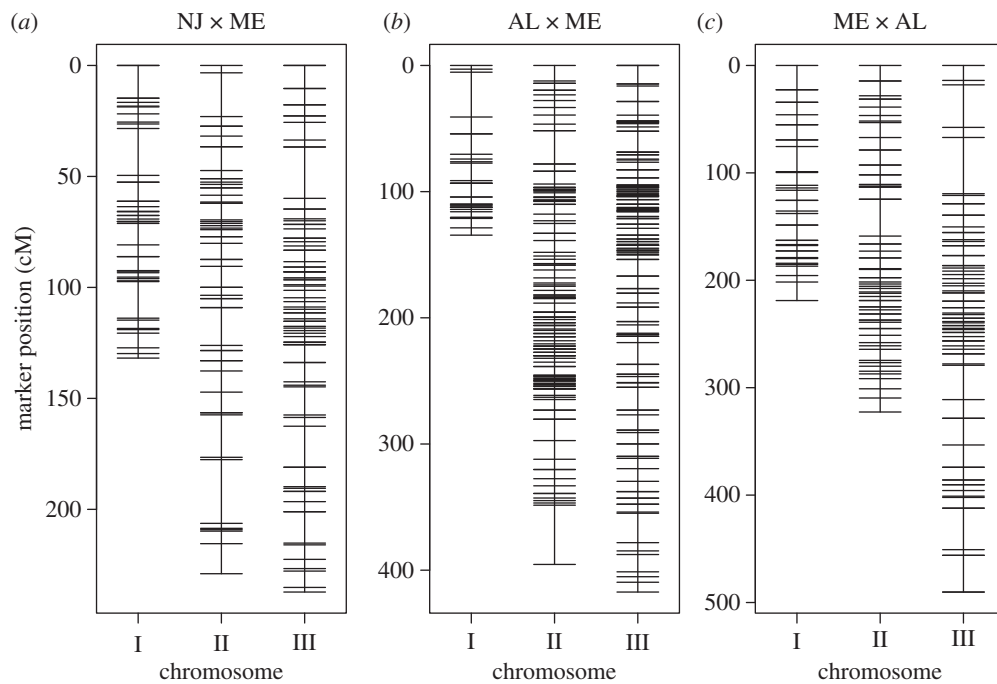 (a) NJ × ME (b) AL × ME (c) ME × AL
marker position (cM)
0
50
100
150
200
I II III
chromosome
0
100
200
300
400
I II III
chromosome
0
100
200
300
400
500
I II III
chromosome